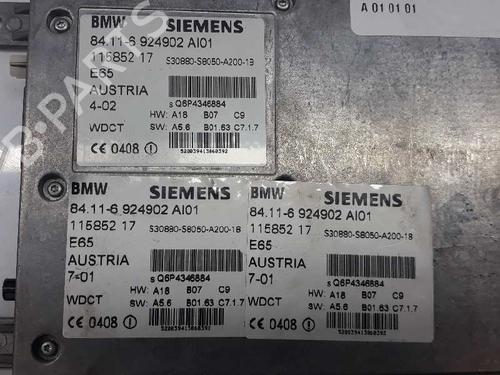 A 01 01 01
BMW SIEMENS
84.11-6 924902 AI01
115852 17 S30880-S8050-A200-18
E65
AUSTRIA s Q6P4346884
4-02 HW: A18 B07 C9
WDCT SW: A5.6 B01.63 C7.1.7
CE 0408 520039413860392
BMW SIEMENS
84.11-6 924902 AI01
115852 17 S30880-S8050-A200-18
E65
AUSTRIA s Q6P4346884
7-01 HW: A18 B07 C9
WDCT SW: A5.6 B01.63 C7.1.7
CE 0408 520039413860392
BMW SIEMENS
84.11-6 924902 AI01
115852 17 S30880-S8050-A200-18
E65
AUSTRIA s Q6P4346884
7-01 HW: A18 B07 C9
WDCT SW: A5.6 B01.63 C7.1.7
CE 0408 520039413860392